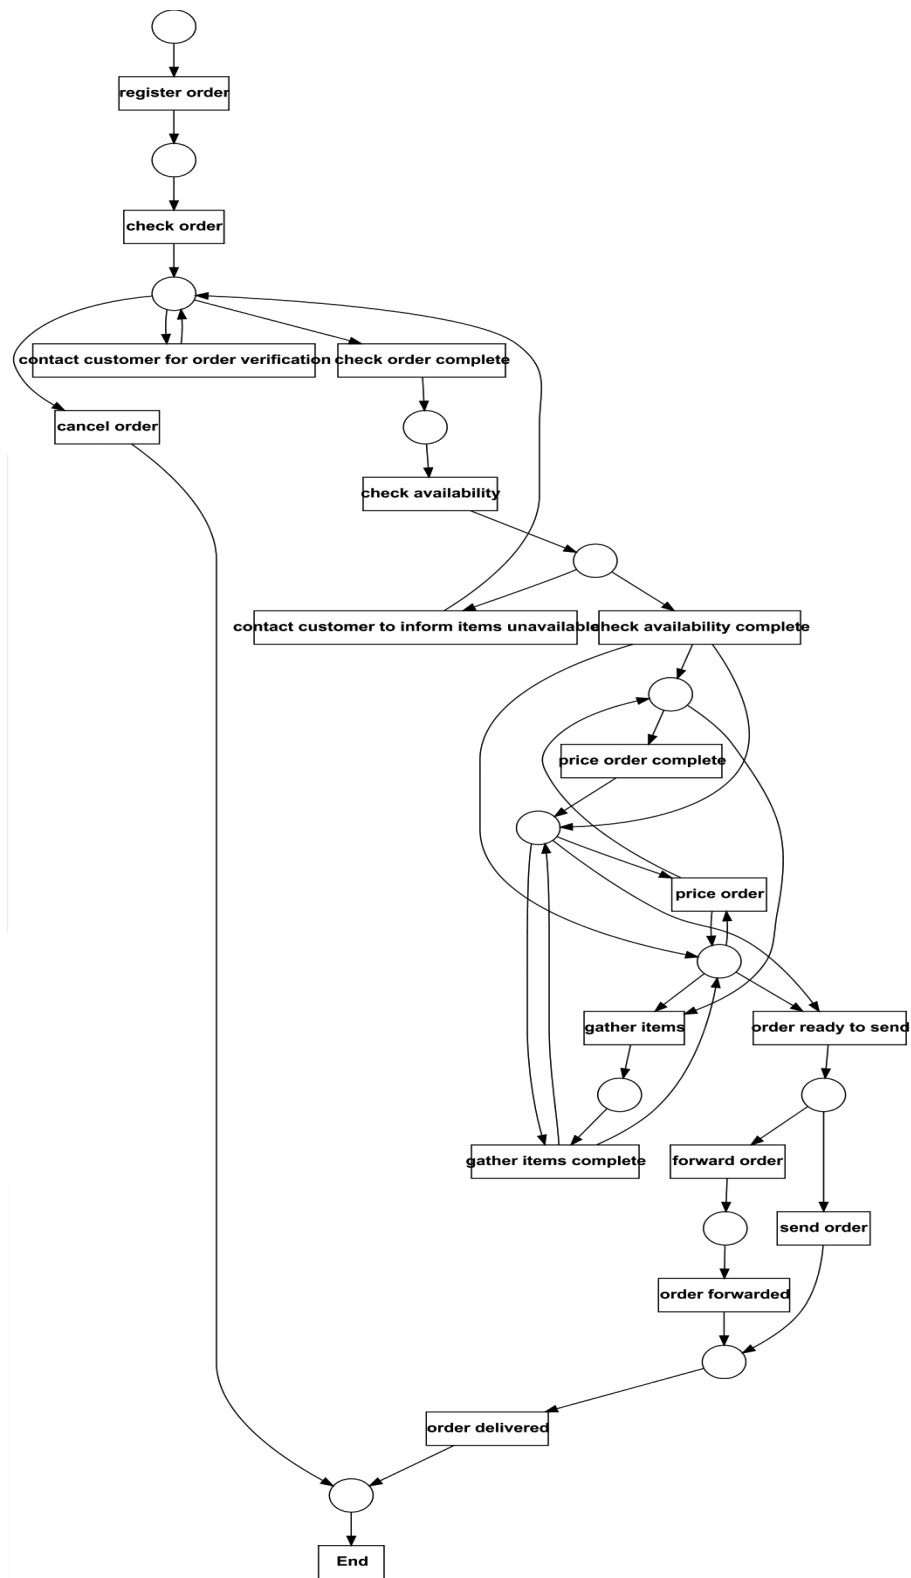 register order
check order
contact customer for order verification
check order complete
cancel order
check availability
contact customer to inform items unavailable
check availability complete
price order complete
price order
gather items
order ready to send
gather items complete
forward order
send order
order forwarded
order delivered
End